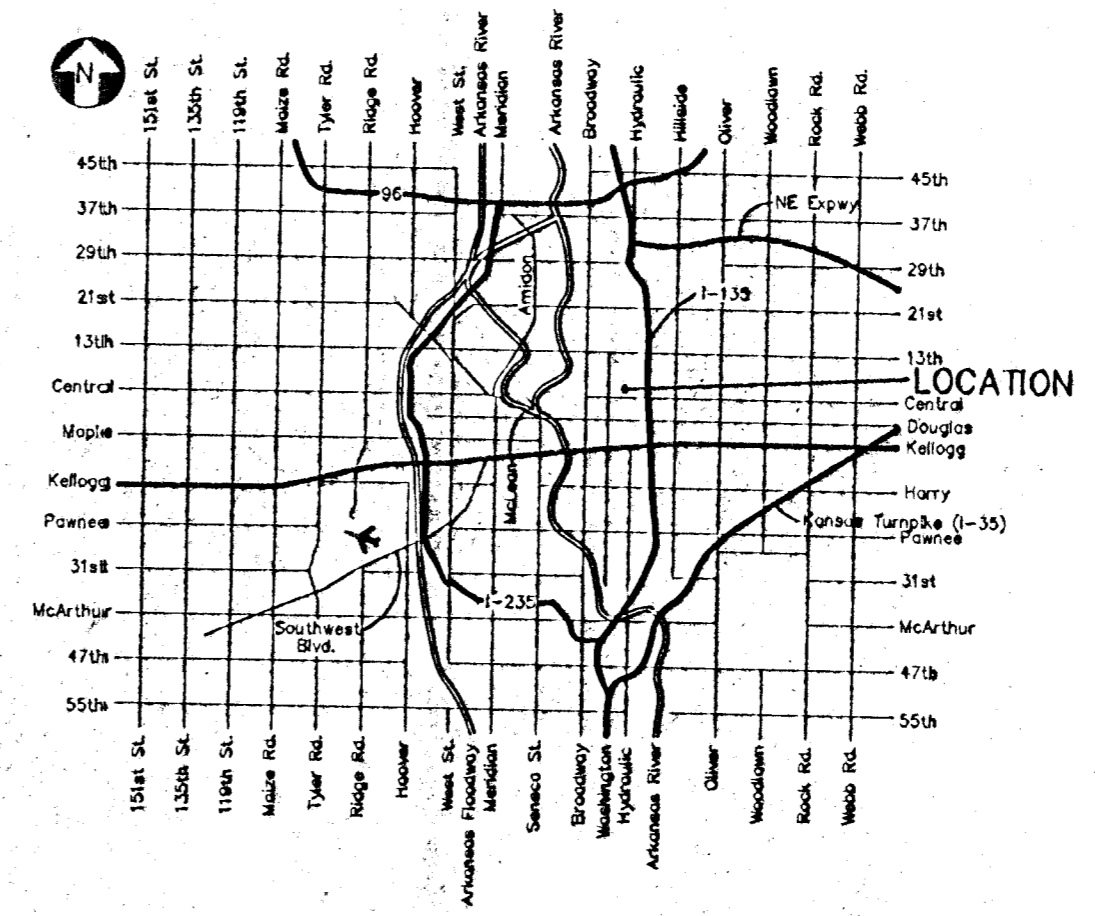 N
151st St.
135th St.
119th St.
Maize Rd.
Tyler Rd.
Ridge Rd.
Hoover
West St.
Arkansas River
Meridian
Arkansas River
Broadway
Hydraulic
Hillside
Oliver
Woodlawn
Rock Rd.
Webb Rd.
45th
37th
29th
21st
13th
Central
Maple
Kellogg
Pawnee
31st
McArthur
47th
55th
96
NE Expwy
Amidon
I-135
McLean
I-235
Southwest
Blvd.
Kansas Turnpike (I-35)
45th
37th
29th
21st
13th
LOCATION
Central
Douglas
Kellogg
Harry
Pawnee
31st
McArthur
47th
55th
151st St.
135th St.
119th St.
Maize Rd.
Tyler Rd.
Ridge Rd.
Hoover
West St.
Arkansas Floodway
Meridian
Seneca St.
Broadway
Washington
Hydraulic
Arkansas River
Oliver
Woodlawn
Rock Rd.
Webb Rd.